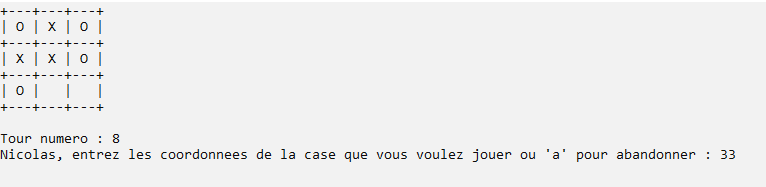 +---+---+---+
| O | X | O |
+---+---+---+
| X | X | O |
+---+---+---+
| O |   |   |
+---+---+---+
Tour numero : 8
Nicolas, entrez les coordonnees de la case que vous voulez jouer ou 'a' pour abandonner : 33